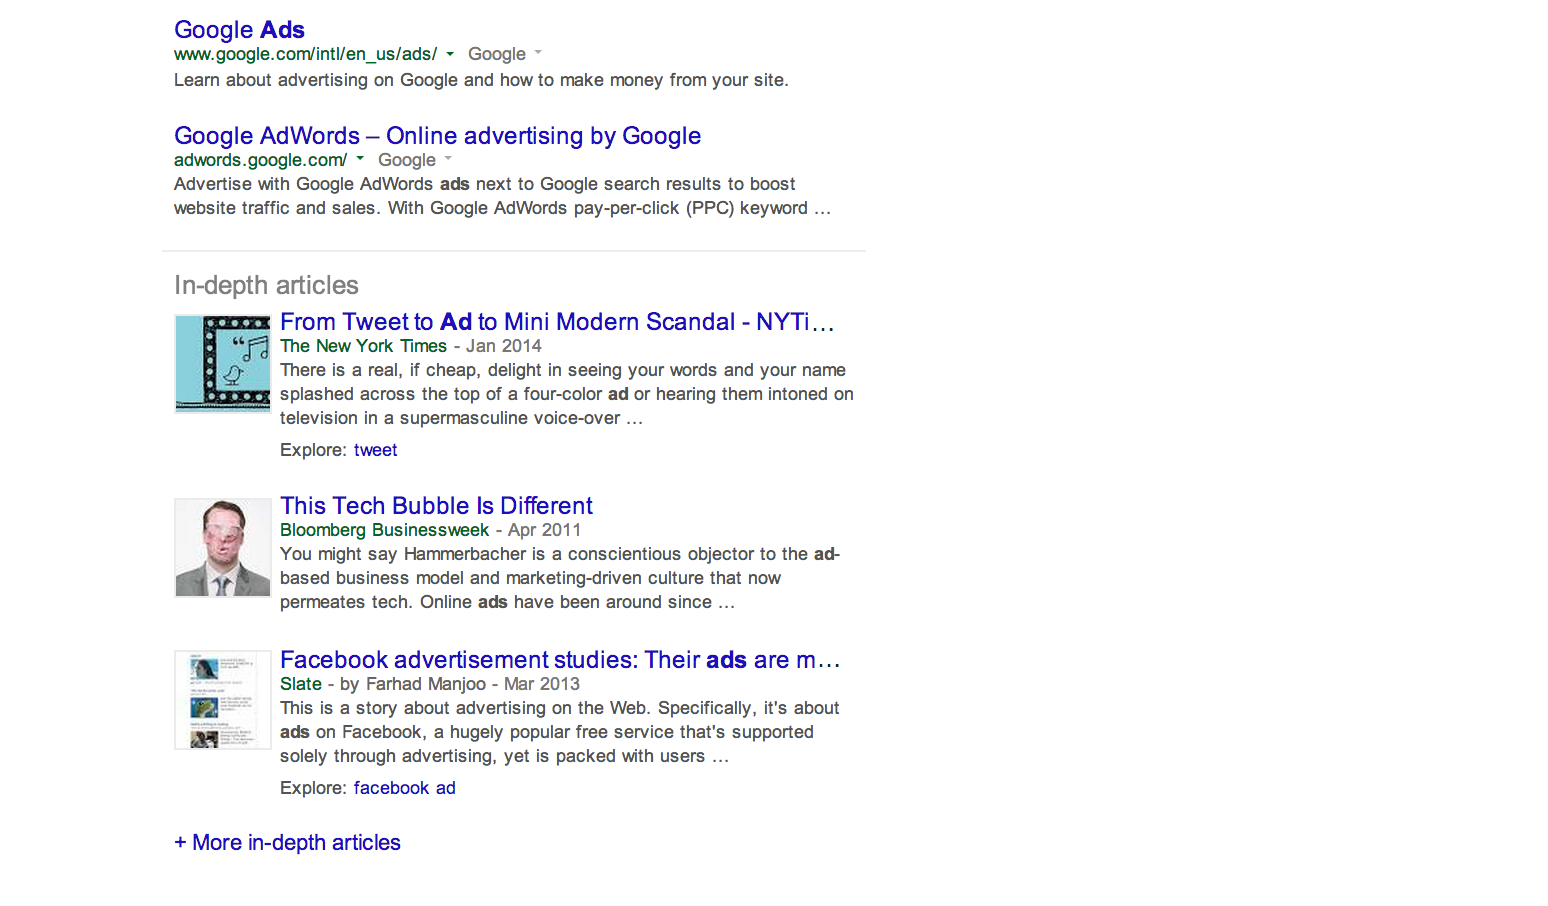 Google Ads
www.google.com/intl/en_us/ads/ Google
Learn about advertising on Google and how to make money from your site.
Google AdWords – Online advertising by Google
adwords.google.com/ Google
Advertise with Google AdWords ads next to Google search results to boost
website traffic and sales. With Google AdWords pay-per-click (PPC) keyword ...
In-depth articles
From Tweet to Ad to Mini Modern Scandal - NYTi...
The New York Times - Jan 2014
There is a real, if cheap, delight in seeing your words and your name
splashed across the top of a four-color ad or hearing them intoned on
television in a supermasculine voice-over ...
Explore: tweet
This Tech Bubble Is Different
Bloomberg Businessweek - Apr 2011
You might say Hammerbacher is a conscientious objector to the ad-
based business model and marketing-driven culture that now
permeates tech. Online ads have been around since ...
Facebook advertisement studies: Their ads are m...
Slate - by Farhad Manjoo - Mar 2013
This is a story about advertising on the Web. Specifically, it's about
ads on Facebook, a hugely popular free service that's supported
solely through advertising, yet is packed with users ...
Explore: facebook ad
+ More in-depth articles